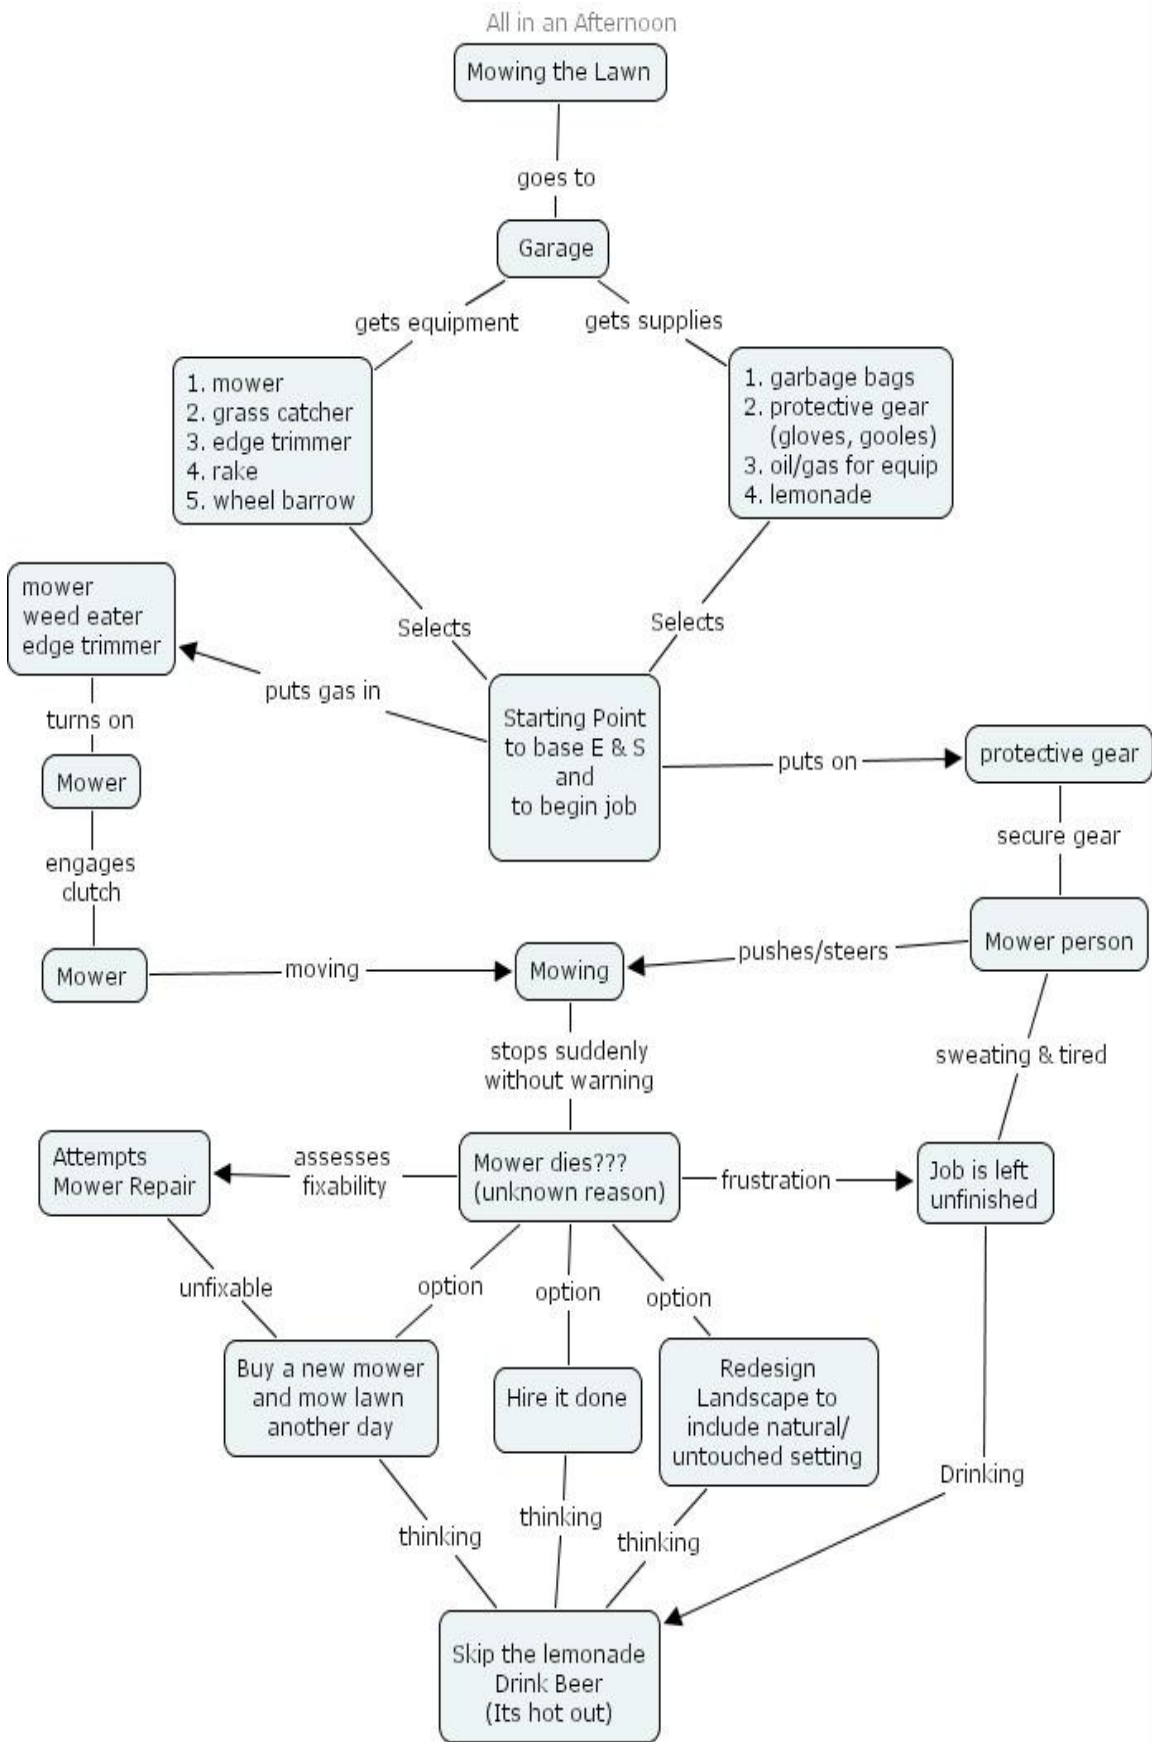 All in an Afternoon
Mowing the Lawn
goes to
Garage
gets equipment
gets supplies
1. mower
2. grass catcher
3. edge trimmer
4. rake
5. wheel barrow
1. garbage bags
2. protective gear
(gloves, gooles)
3. oil/gas for equip
4. lemonade
Selects
Selects
mower
weed eater
edge trimmer
puts gas in
turns on
Starting Point
to base E & S
and
to begin job
puts on
protective gear
Mower
secure gear
engages
clutch
Mower person
Mower
moving
Mowing
pushes/steers
stops suddenly
without warning
sweating & tired
Attempts
Mower Repair
assesses
fixability
Mower dies???
(unknown reason)
frustration
Job is left
unfinished
unfixable
option
option
option
Buy a new mower
and mow lawn
another day
Hire it done
Redesign
Landscape to
include natural/
untouched setting
Drinking
thinking
thinking
thinking
Skip the lemonade
Drink Beer
(Its hot out)